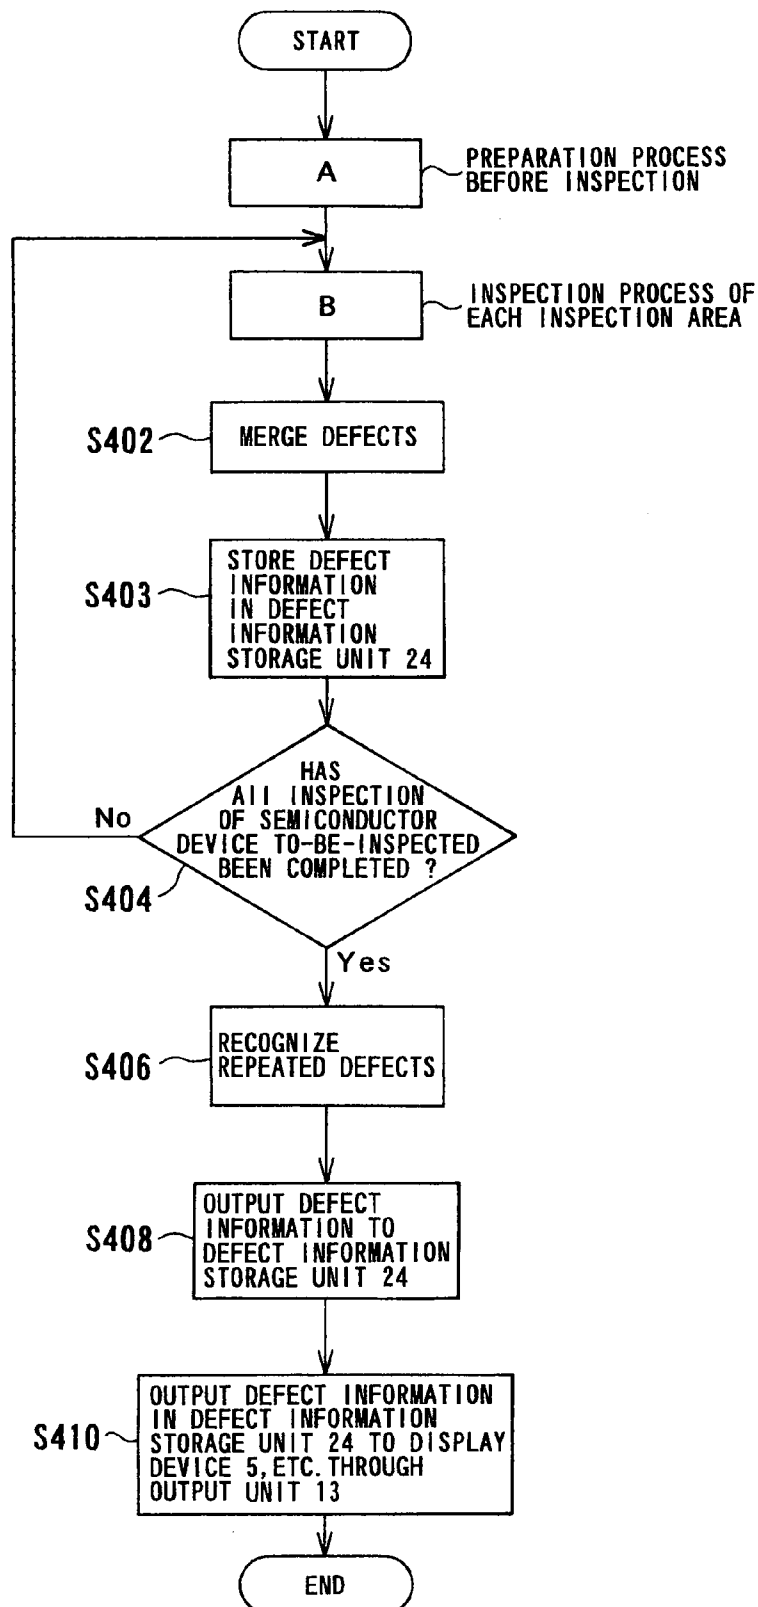 START
A
PREPARATION PROCESS
BEFORE INSPECTION
B
INSPECTION PROCESS OF
EACH INSPECTION AREA
S402
MERGE DEFECTS
S403
STORE DEFECT
INFORMATION
IN DEFECT
INFORMATION
STORAGE UNIT 24
HAS
All INSPECTION
OF SEMICONDUCTOR
DEVICE TO-BE-INSPECTED
BEEN COMPLETED ?
No
S404
Yes
S406
RECOGNIZE
REPEATED DEFECTS
S408
OUTPUT DEFECT
INFORMATION TO
DEFECT INFORMATION
STORAGE UNIT 24
S410
OUTPUT DEFECT INFORMATION
IN DEFECT INFORMATION
STORAGE UNIT 24 TO DISPLAY
DEVICE 5, ETC. THROUGH
OUTPUT UNIT 13
END